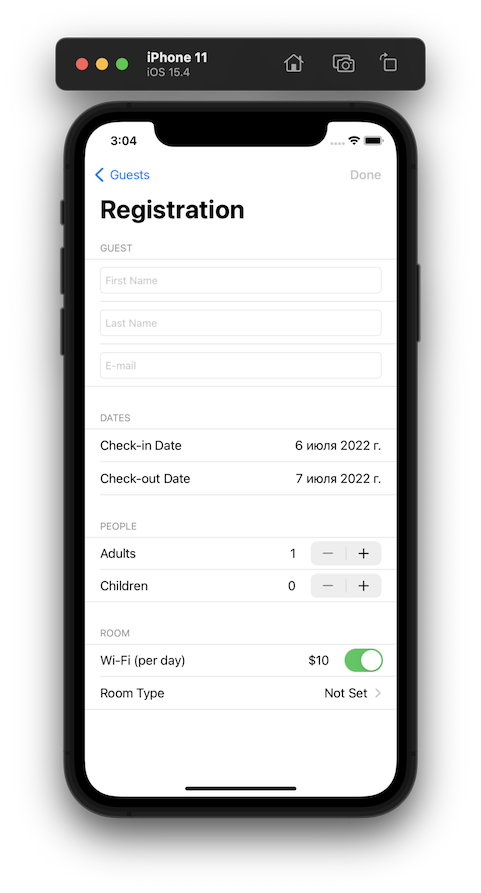 iPhone 11
iOS 15.4
3:04
Guests Done
Registration
GUEST
First Name
Last Name
E-mail
DATES
Check-in Date 6 июля 2022 г.
Check-out Date 7 июля 2022 г.
PEOPLE
Adults 1
Children 0
ROOM
Wi-Fi (per day) $10
Room Type Not Set